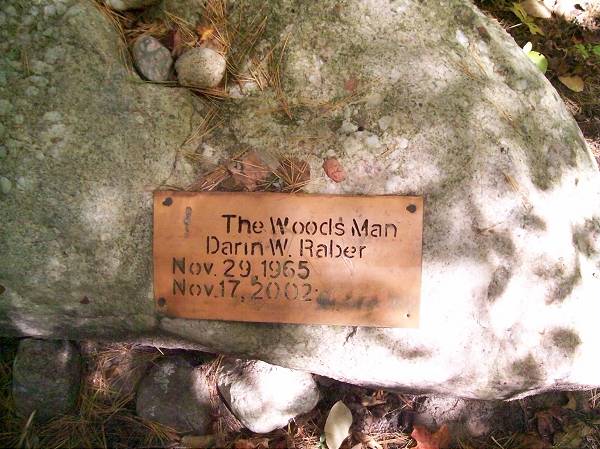 The Woods Man
Darin W. Raber
Nov. 29, 1965
Nov. 17, 2002